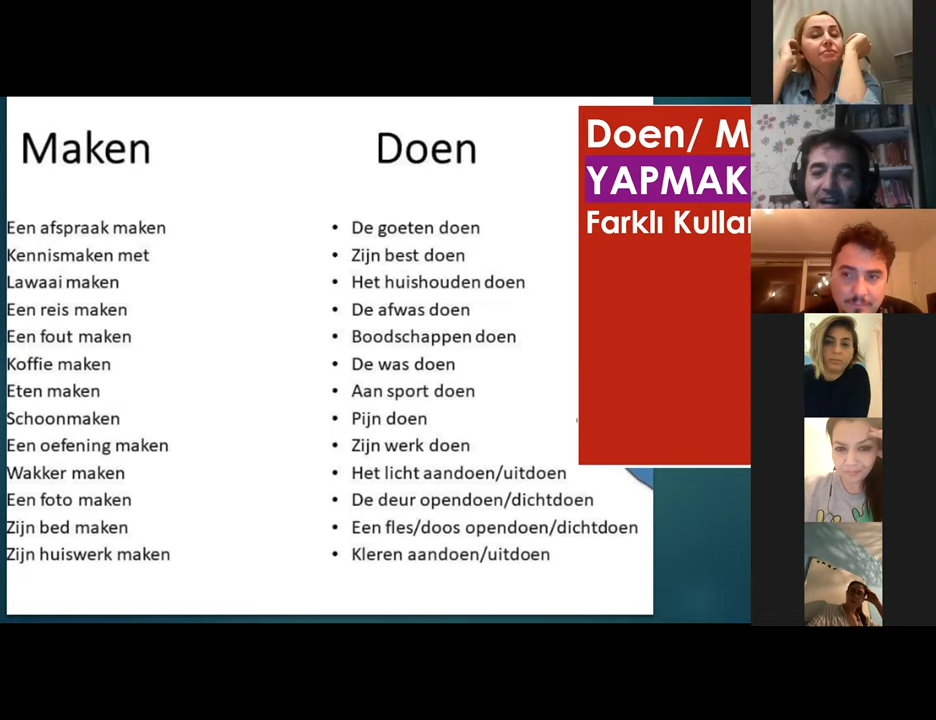 Maken
Een afspraak maken
Kennismaken met
Lawaai maken
Een reis maken
Een fout maken
Koffie maken
Eten maken
Schoonmaken
Een oefening maken
Wakker maken
Een foto maken
Zijn bed maken
Zijn huiswerk maken
Doen
• De goeten doen
• Zijn best doen
• Het huishouden doen
• De afwas doen
• Boodschappen doen
• De was doen
• Aan sport doen
• Pijn doen
• Zijn werk doen
• Het licht aandoen/uitdoen
• De deur opendoen/dichtdoen
• Een fles/doos opendoen/dichtdoen
• Kleren aandoen/uitdoen
Doen/ M
YAPMAK
Farklı Kullan